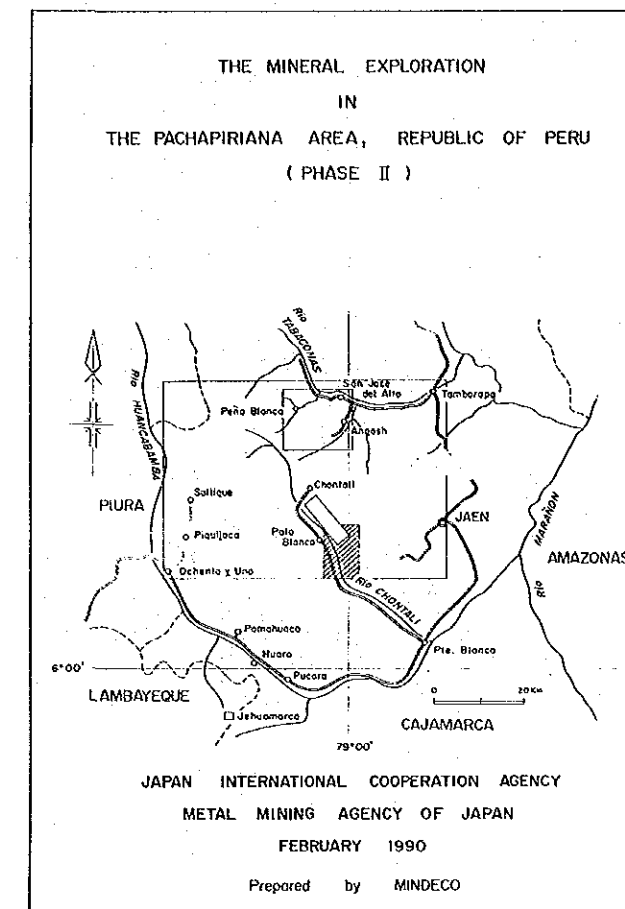 THE MINERAL EXPLORATION
IN
THE PACHAPIRIANA AREA, REPUBLIC OF PERU
( PHASE II )
Rio
TABACONAS
San José
del Alto
Tamborapa
Peña Blanca
Angash
Rio HUANCABAMBA
Chontali
Sallique
PIURA
JAEN
MARAÑON
Piquijaca
Palo
Blanco
AMAZONAS
Ochenta y Uno
Rio CHONTALI
Rio
Pomahuaca
Pte. Blanco
Huaro
6°00'
Pucara
LAMBAYEQUE
0 20 Km
Jehuamarca
CAJAMARCA
79°00'
JAPAN INTERNATIONAL COOPERATION AGENCY
METAL MINING AGENCY OF JAPAN
FEBRUARY 1990
Prepared by MINDECO